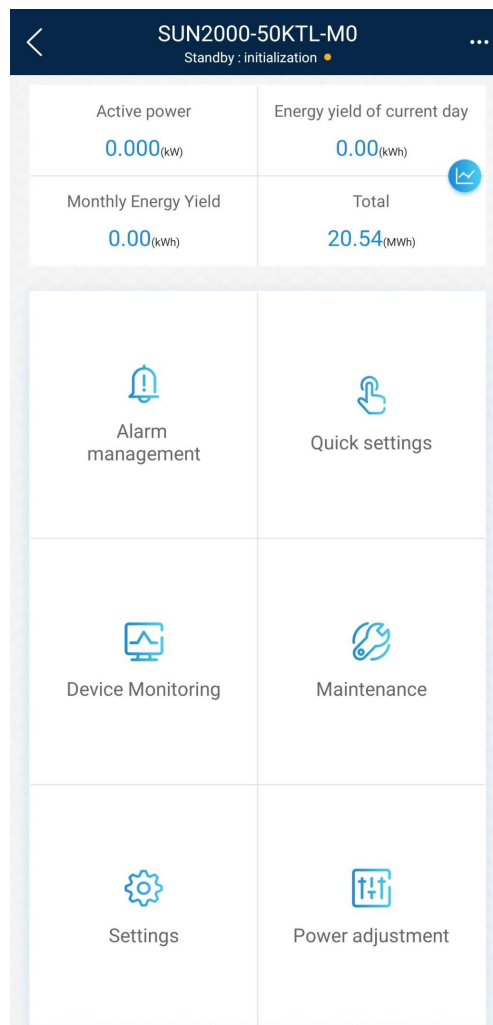 SUN2000-50KTL-M0
Standby : initialization
Active power
0.000(kW)
Energy yield of current day
0.00(kWh)
Monthly Energy Yield
0.00(kWh)
Total
20.54(MWh)
Alarm
management
Quick settings
Device Monitoring
Maintenance
Settings
Power adjustment